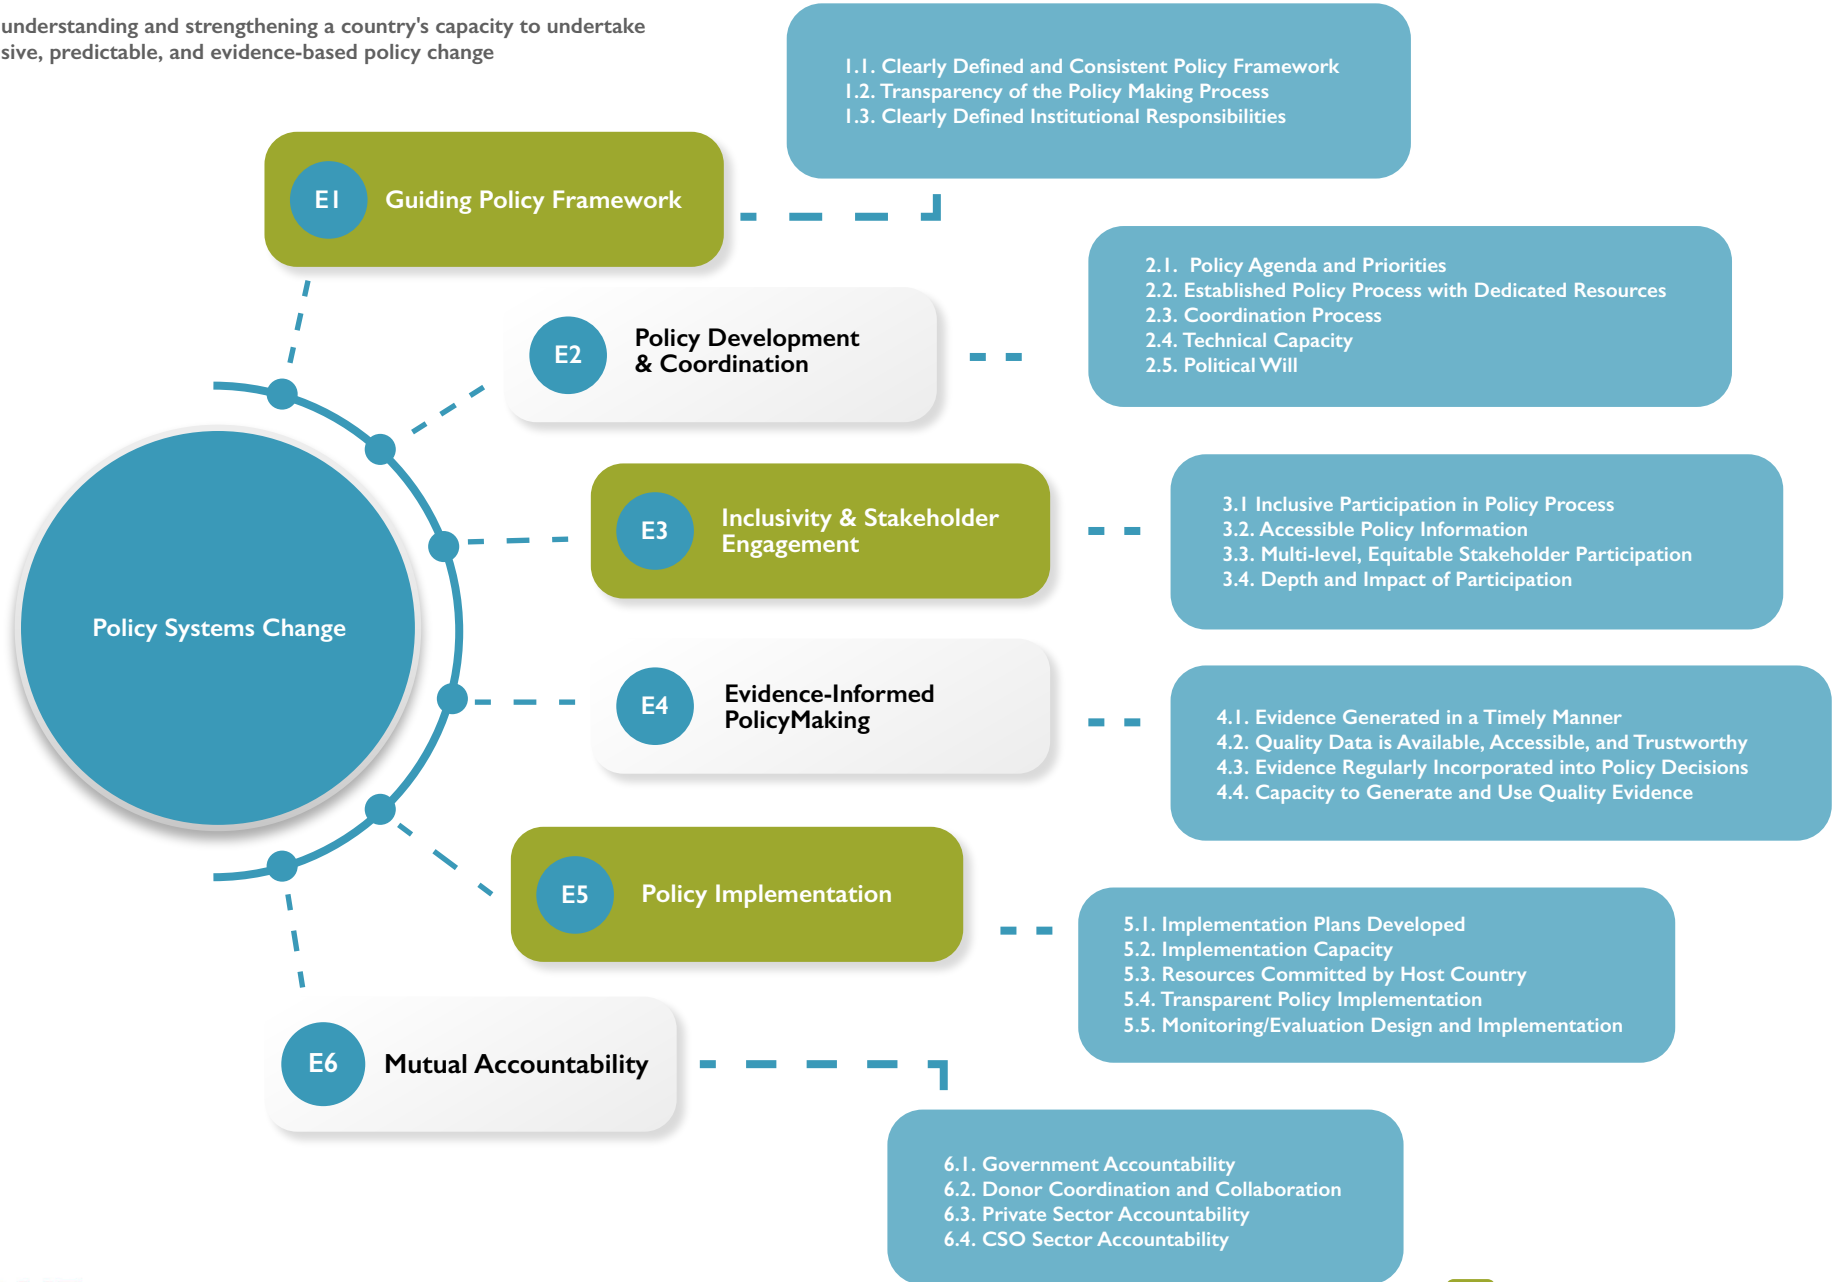 understanding and strengthening a country's capacity to undertake
sive, predictable, and evidence-based policy change
1.1. Clearly Defined and Consistent Policy Framework
1.2. Transparency of the Policy Making Process
1.3. Clearly Defined Institutional Responsibilities
E1
Guiding Policy Framework
2.1. Policy Agenda and Priorities
2.2. Established Policy Process with Dedicated Resources
2.3. Coordination Process
2.4. Technical Capacity
2.5. Political Will
E2
Policy Development
& Coordination
3.1 Inclusive Participation in Policy Process
3.2. Accessible Policy Information
3.3. Multi-level, Equitable Stakeholder Participation
3.4. Depth and Impact of Participation
E3
Inclusivity & Stakeholder
Engagement
Policy Systems Change
E4
Evidence-Informed
PolicyMaking
4.1. Evidence Generated in a Timely Manner
4.2. Quality Data is Available, Accessible, and Trustworthy
4.3. Evidence Regularly Incorporated into Policy Decisions
4.4. Capacity to Generate and Use Quality Evidence
E5
Policy Implementation
5.1. Implementation Plans Developed
5.2. Implementation Capacity
5.3. Resources Committed by Host Country
5.4. Transparent Policy Implementation
5.5. Monitoring/Evaluation Design and Implementation
E6
Mutual Accountability
6.1. Government Accountability
6.2. Donor Coordination and Collaboration
6.3. Private Sector Accountability
6.4. CSO Sector Accountability